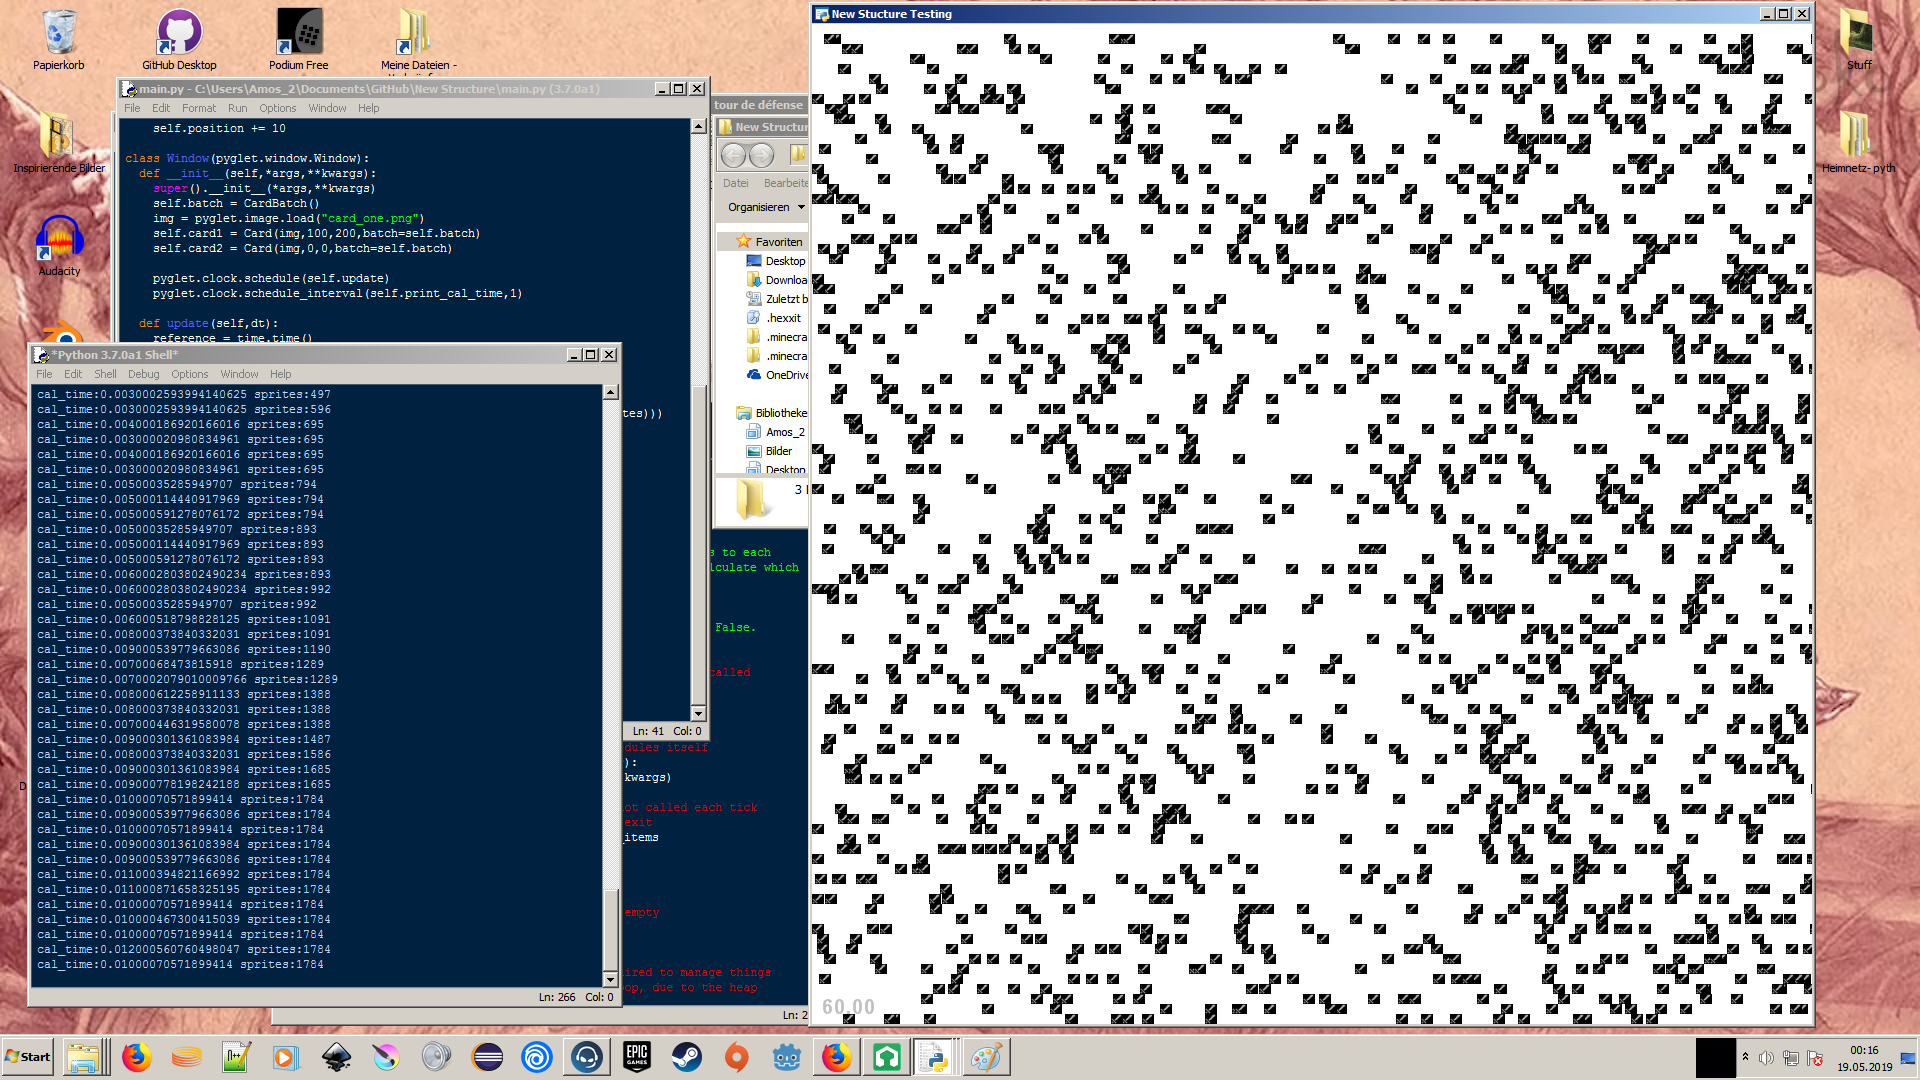 Papierkorb
GitHub Desktop
Podium Free
Meine Dateien -
Inspirierende Bilder
Audacity
Stuff
Heimnetz- pyth
main.py - C:\Users\Amos_2\Documents\GitHub\New Structure\main.py (3.7.0a1)
File Edit Format Run Options Window Help
self.position += 10
class Window(pyglet.window.Window):
def __init__(self,*args,**kwargs):
super().__init__(*args,**kwargs)
self.batch = CardBatch()
img = pyglet.image.load("card_one.png")
self.card1 = Card(img,100,200,batch=self.batch)
self.card2 = Card(img,0,0,batch=self.batch)
pyglet.clock.schedule(self.update)
pyglet.clock.schedule_interval(self.print_cal_time,1)
def update(self,dt):
reference = time.time()
tes)))
Ln: 41 Col: 0
*Python 3.7.0a1 Shell*
File Edit Shell Debug Options Window Help
cal_time:0.0030002593994140625 sprites:497
cal_time:0.0030002593994140625 sprites:596
cal_time:0.004000186920166016 sprites:695
cal_time:0.003000020980834961 sprites:695
cal_time:0.004000186920166016 sprites:695
cal_time:0.003000020980834961 sprites:695
cal_time:0.00500035285949707 sprites:794
cal_time:0.005000114440917969 sprites:794
cal_time:0.005000591278076172 sprites:794
cal_time:0.00500035285949707 sprites:893
cal_time:0.005000114440917969 sprites:893
cal_time:0.005000591278076172 sprites:893
cal_time:0.0060002803802490234 sprites:893
cal_time:0.0060002803802490234 sprites:992
cal_time:0.00500035285949707 sprites:992
cal_time:0.006000518798828125 sprites:1091
cal_time:0.008000373840332031 sprites:1091
cal_time:0.009000539779663086 sprites:1190
cal_time:0.00700068473815918 sprites:1289
cal_time:0.0070002079010009766 sprites:1289
cal_time:0.008000612258911133 sprites:1388
cal_time:0.008000373840332031 sprites:1388
cal_time:0.007000446319580078 sprites:1388
cal_time:0.009000301361083984 sprites:1487
cal_time:0.008000373840332031 sprites:1586
cal_time:0.009000301361083984 sprites:1685
cal_time:0.009000778198242188 sprites:1685
cal_time:0.01000070571899414 sprites:1784
cal_time:0.009000539779663086 sprites:1784
cal_time:0.01000070571899414 sprites:1784
cal_time:0.009000301361083984 sprites:1784
cal_time:0.009000539779663086 sprites:1784
cal_time:0.011000394821166992 sprites:1784
cal_time:0.011000871658325195 sprites:1784
cal_time:0.01000070571899414 sprites:1784
cal_time:0.010000467300415039 sprites:1784
cal_time:0.01000070571899414 sprites:1784
cal_time:0.012000560760498047 sprites:1784
cal_time:0.01000070571899414 sprites:1784
Ln: 266 Col: 0
tour de défense
New Structur
Datei Bearbeite
Organisieren
Favoriten
Desktop
Downloa
Zuletzt b
.hexxit
.minecra
.minecra
OneDrive
Bibliotheke
Amos_2
Bilder
Desktop
3
s to each
lculate which
False.
called
dules itself
):
kwargs)
ot called each tick
exit
items
empty
ired to manage things
op, due to the heap
Ln: 2
New Stucture Testing
60.00
Start
EPIC GAMES
00:16
19.05.2019